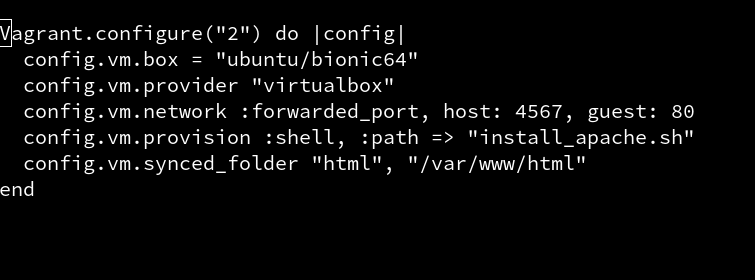 Vagrant.configure("2") do |config|
  config.vm.box = "ubuntu/bionic64"
  config.vm.provider "virtualbox"
  config.vm.network :forwarded_port, host: 4567, guest: 80
  config.vm.provision :shell, :path => "install_apache.sh"
  config.vm.synced_folder "html", "/var/www/html"
end